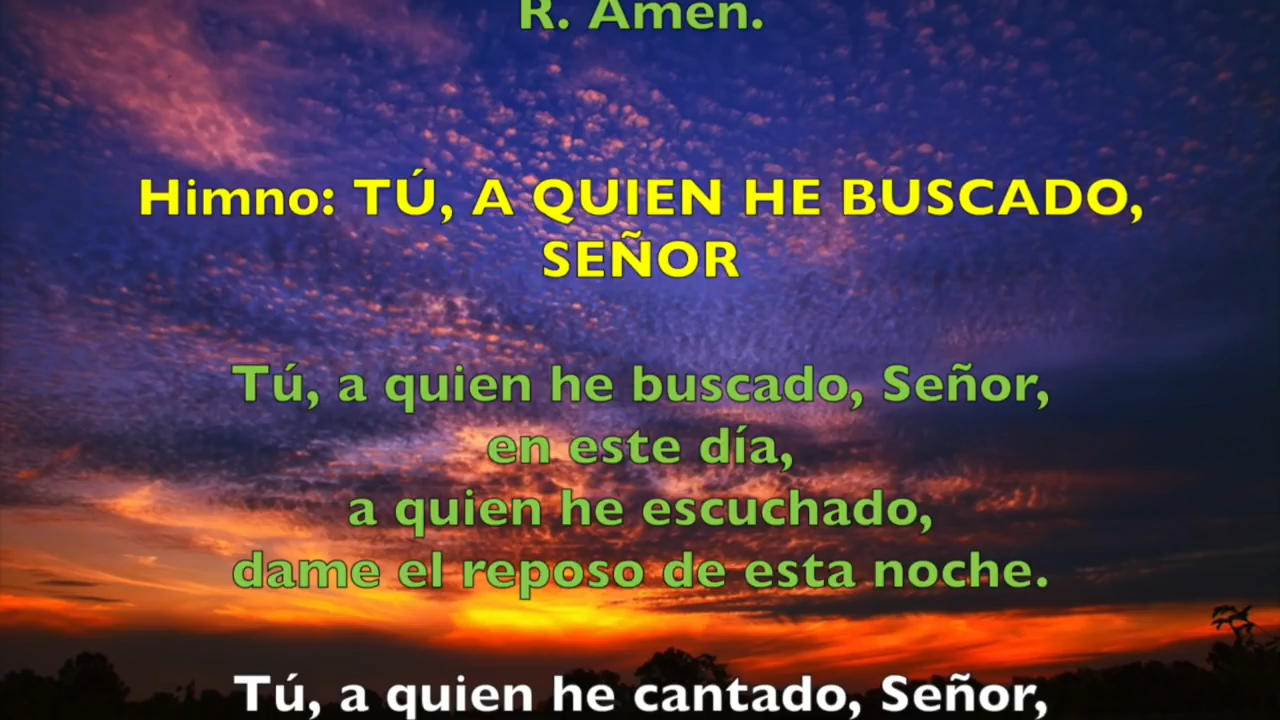 R. Amén.
Himno: TÚ, A QUIEN HE BUSCADO,
SEÑOR
Tú, a quien he buscado, Señor,
en este día,
a quien he escuchado,
dame el reposo de esta noche.
Tú, a quien he cantado, Señor,